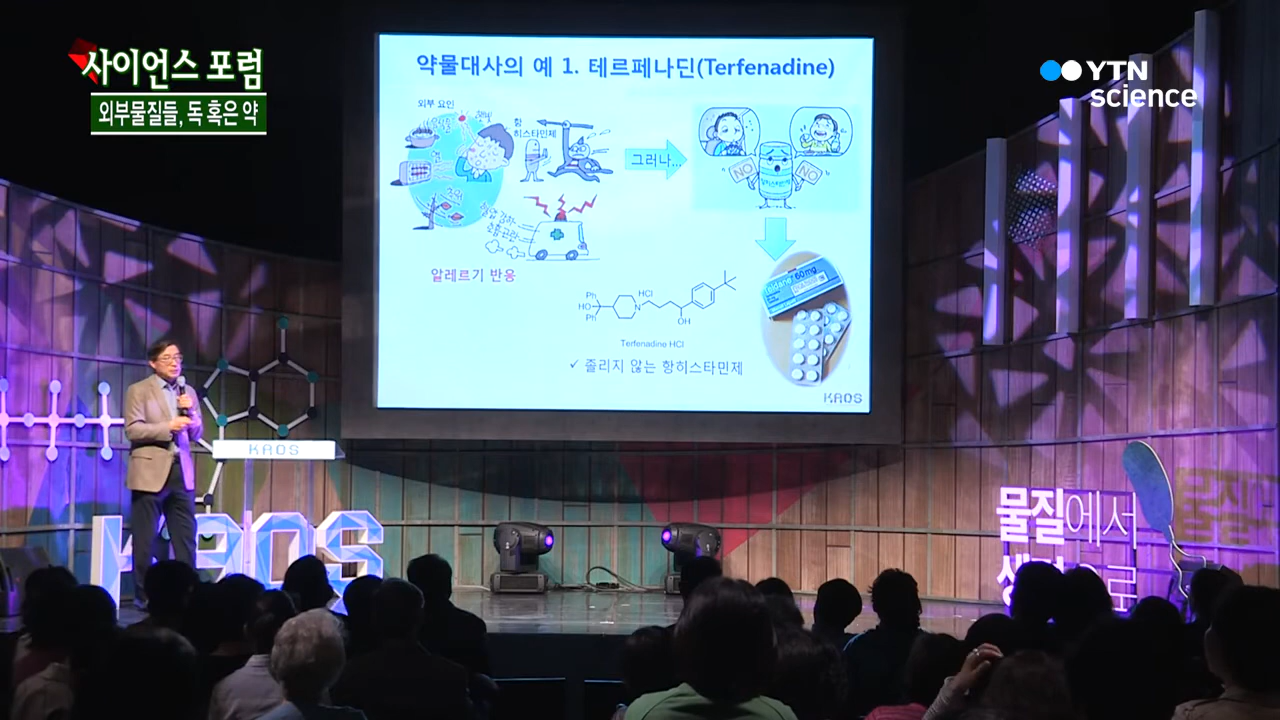 사이언스 포럼
외부물질들, 독 혹은 약
YTN
science
약물대사의 예 1. 테르페나딘(Terfenadine)
외부 요인
항
히스타민제
그러나...
NO
NO
알레르기 반응
Ph
HO
Ph
HCl
N
OH
Terfenadine HCl
60mg
✓ 졸리지 않는 항히스타민제
KAOS
KAOS
KAOS
물질에서